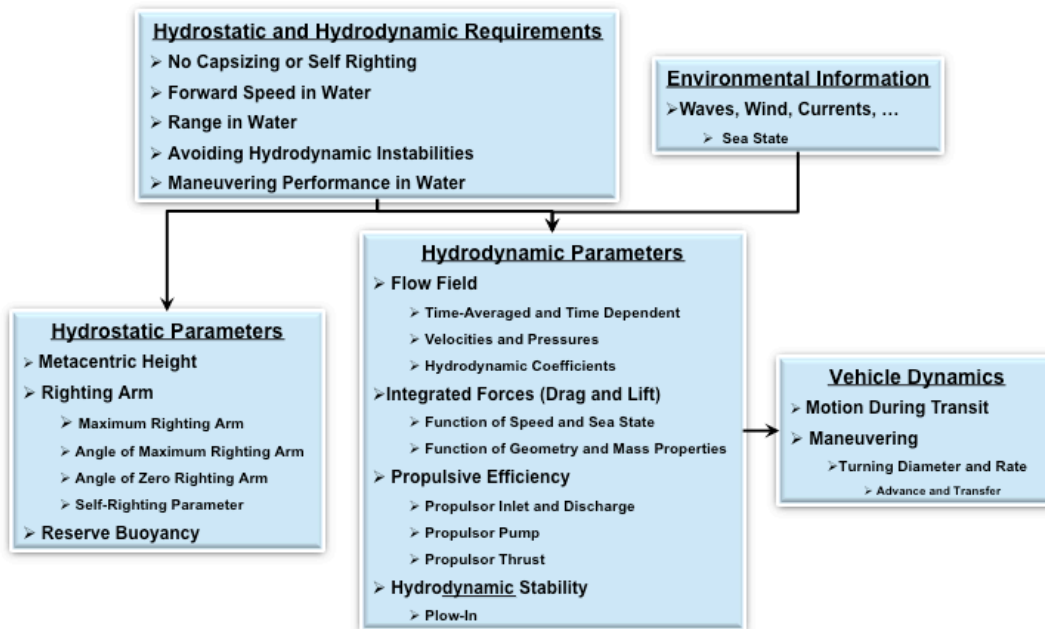 Hydrostatic and Hydrodynamic Requirements
➢ No Capsizing or Self Righting
➢ Forward Speed in Water
➢ Range in Water
➢ Avoiding Hydrodynamic Instabilities
➢ Maneuvering Performance in Water
Environmental Information
➢Waves, Wind, Currents, …
➢ Sea State
Hydrostatic Parameters
➢ Metacentric Height
➢ Righting Arm
➢ Maximum Righting Arm
➢ Angle of Maximum Righting Arm
➢ Angle of Zero Righting Arm
➢ Self-Righting Parameter
➢ Reserve Buoyancy
Hydrodynamic Parameters
➢ Flow Field
➢ Time-Averaged and Time Dependent
➢ Velocities and Pressures
➢ Hydrodynamic Coefficients
➢Integrated Forces (Drag and Lift)
➢ Function of Speed and Sea State
➢ Function of Geometry and Mass Properties
➢ Propulsive Efficiency
➢ Propulsor Inlet and Discharge
➢ Propulsor Pump
➢ Propulsor Thrust
➢ Hydrodynamic Stability
➢ Plow-In
Vehicle Dynamics
➢ Motion During Transit
➢ Maneuvering
➢Turning Diameter and Rate
➢ Advance and Transfer